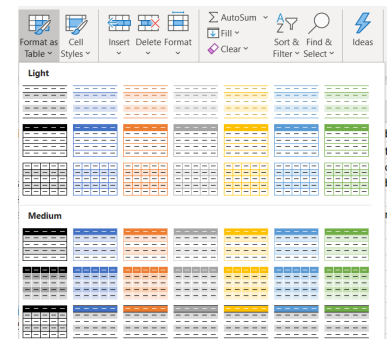 AutoSum
Fill
Clear
Format as Table
Cell Styles
Insert
Delete
Format
Sort & Filter
Find & Select
Ideas
Light
Medium